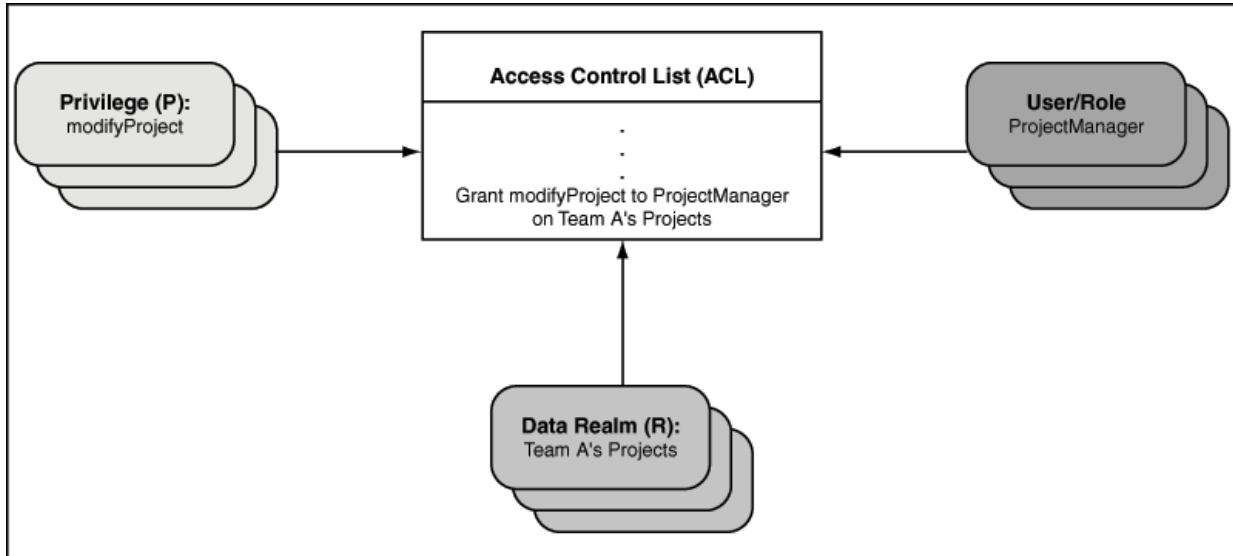 Privilege (P):
modifyProject
Access Control List (ACL)
.
.
.
Grant modifyProject to ProjectManager
on Team A's Projects
User/Role
ProjectManager
Data Realm (R):
Team A's Projects